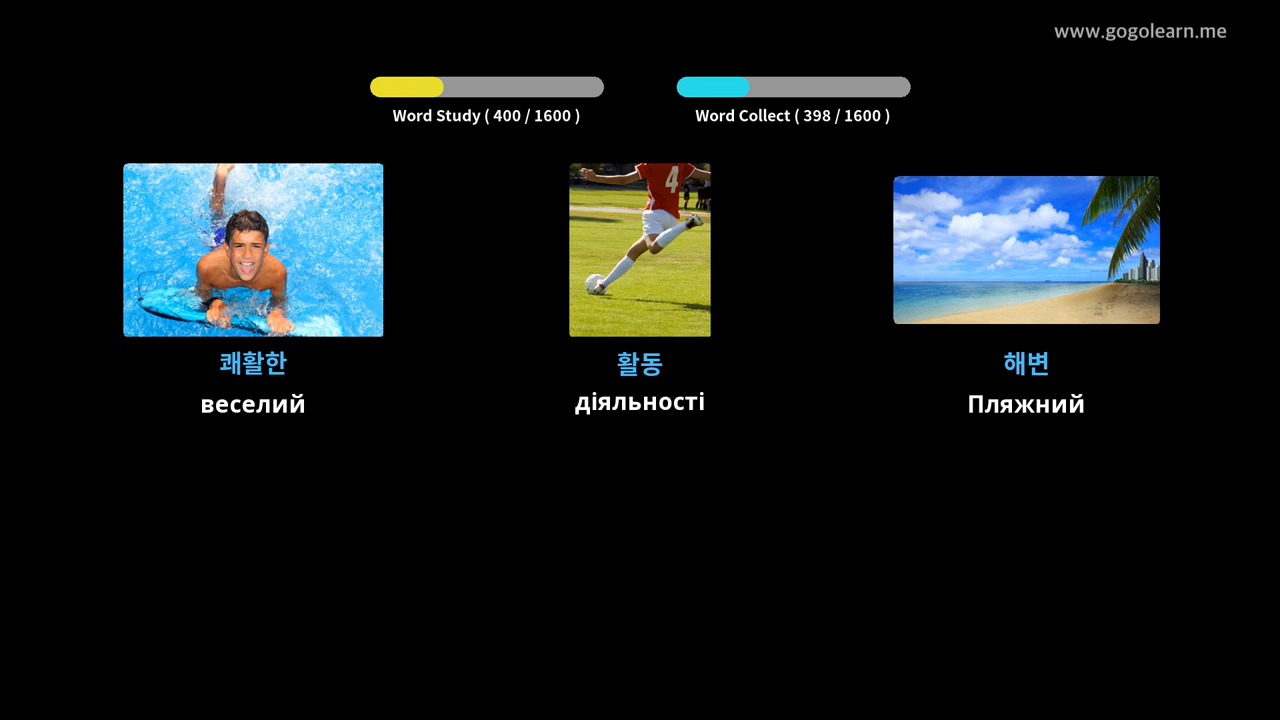 www.gogolearn.me
Word Study ( 400 / 1600 )
Word Collect ( 398 / 1600 )
4
쾌활한
활동
해변
веселий
діяльності
Пляжний